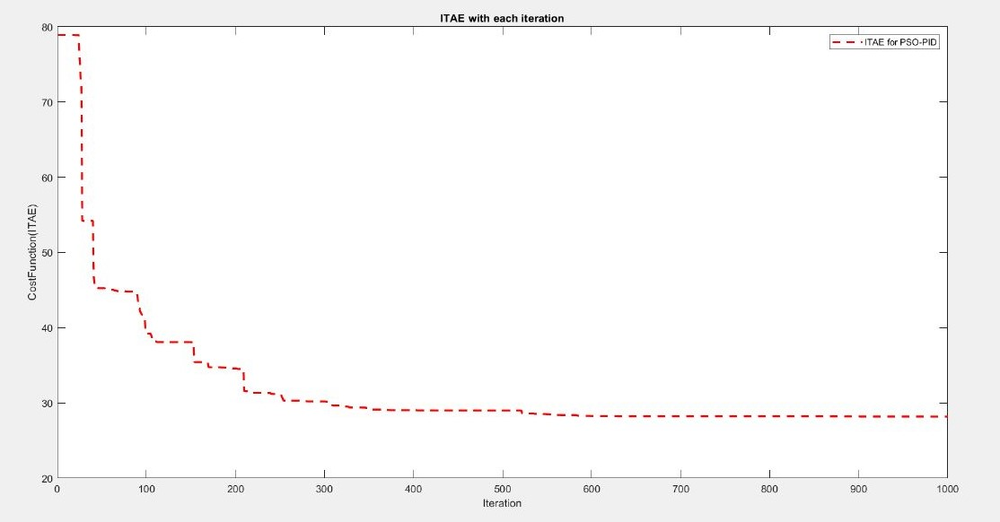 ITAE with each iteration
ITAE for PSO-PID
80
70
60
50
40
30
20
CostFunction(ITAE)
0 100 200 300 400 500 600 700 800 900 1000
Iteration